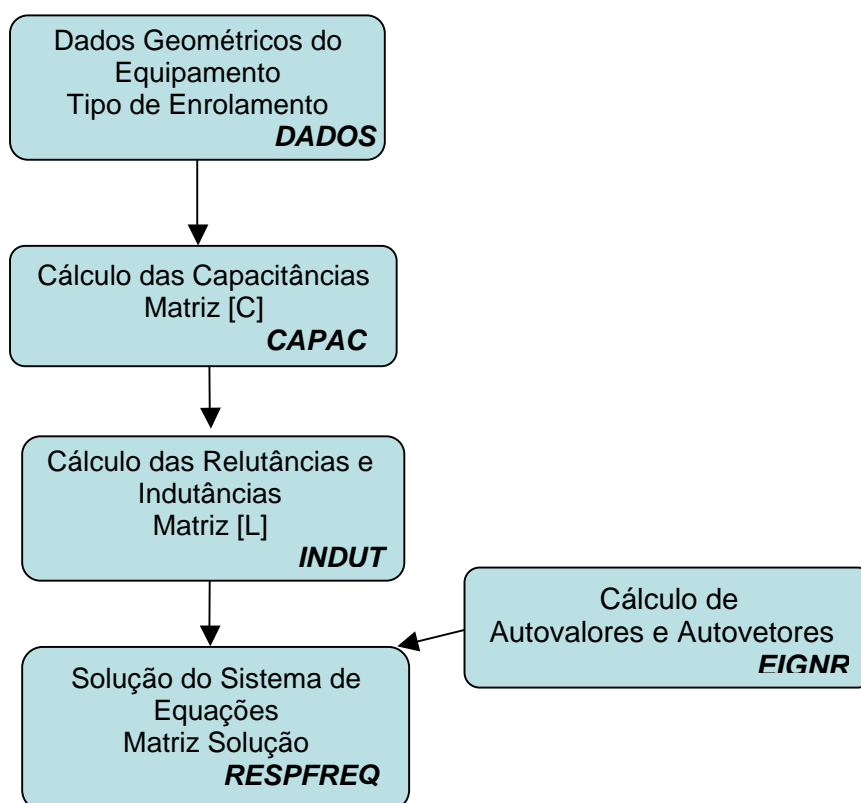 Dados Geométricos do
Equipamento
Tipo de Enrolamento
DADOS
Cálculo das Capacitâncias
Matriz [C]
CAPAC
Cálculo das Relutâncias e
Indutâncias
Matriz [L]
INDUT
Cálculo de
Autovalores e Autovetores
EIGNR
Solução do Sistema de
Equações
Matriz Solução
RESPFREQ